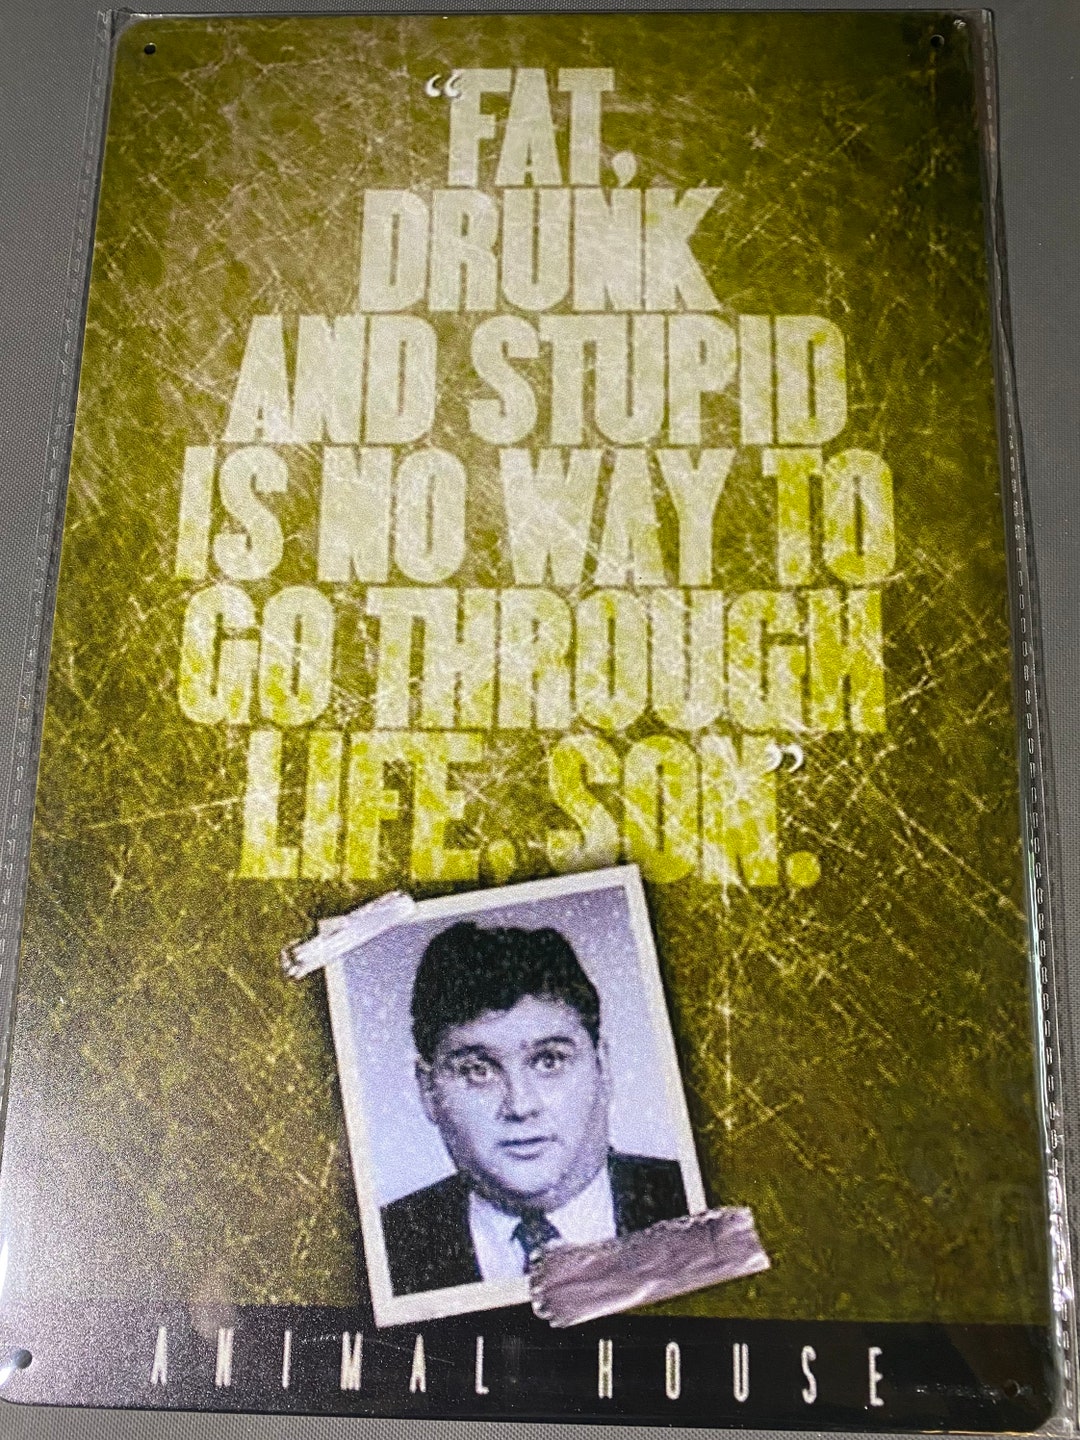 “FAT,
DRUNK
AND STUPID
IS NO WAY TO
GO THROUGH
LIFE, SON”.
ANIMAL HOUSE